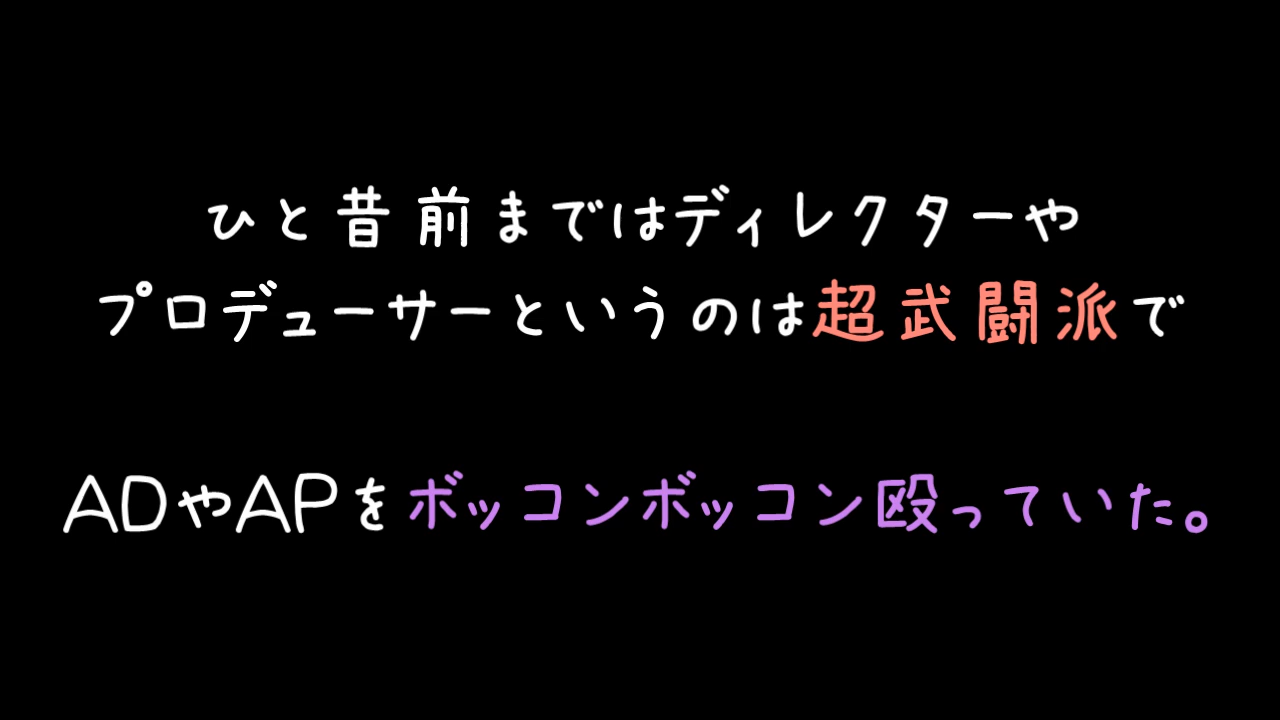 ひと昔前まではディレクターや
プロデューサーというのは超武闘派で
ADやAPをボッコンボッコン殴っていた。